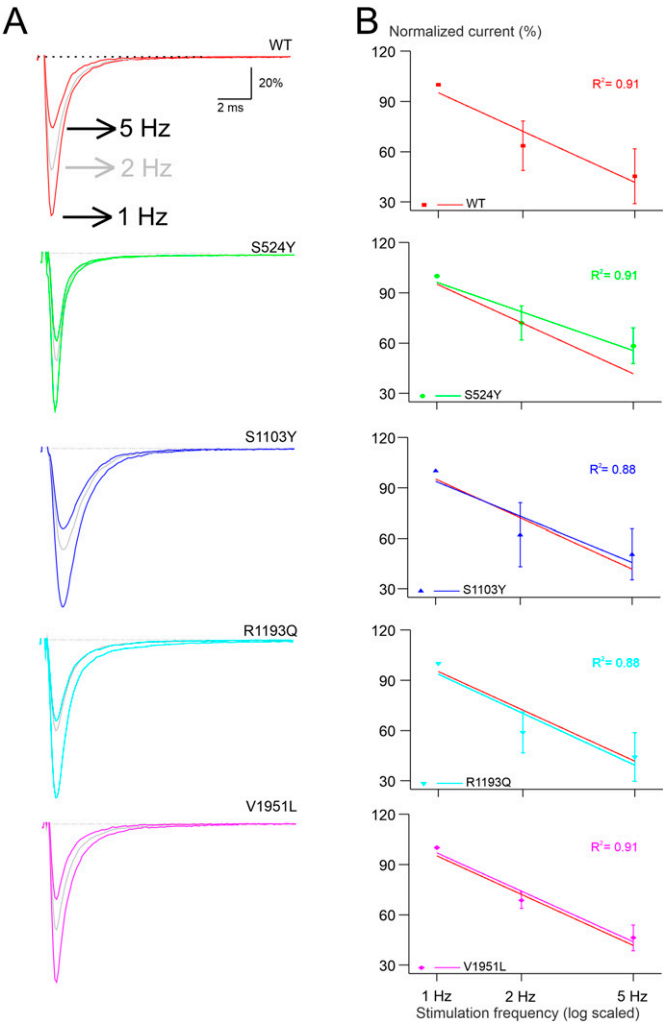 A
WT
20%
2 ms
5 Hz
2 Hz
1 Hz
S524Y
S1103Y
R1193Q
V1951L
B
Normalized current (%)
120
90
60
30
R²= 0.91
WT
120
90
60
30
R²= 0.91
S524Y
120
90
60
30
R²= 0.88
S1103Y
120
90
60
30
R²= 0.88
R1193Q
120
90
60
30
R²= 0.91
V1951L
1 Hz
2 Hz
5 Hz
Stimulation frequency (log scaled)